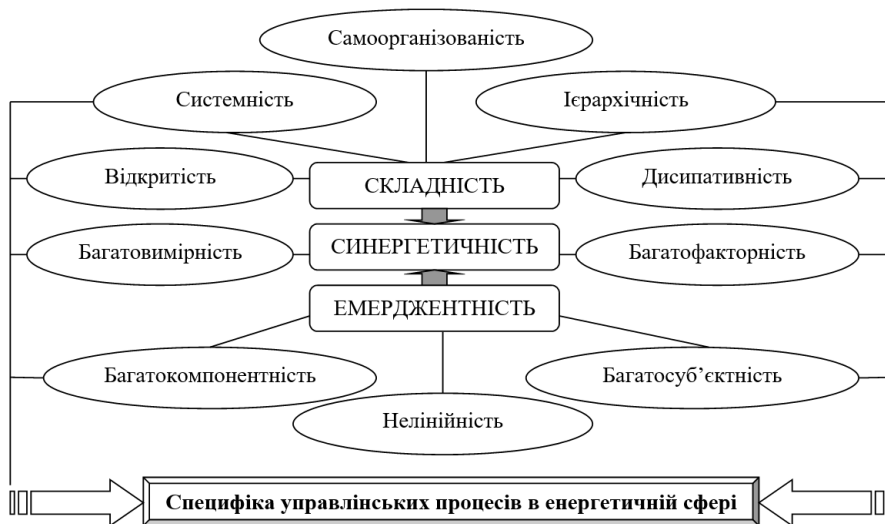 Самоорганізованість
Системність
Ієрархічність
Відкритість
СКЛАДНІСТЬ
Дисипативність
Багатовимірність
СИНЕРГЕТИЧНІСТЬ
Багатофакторність
ЕМЕРДЖЕНТНІСТЬ
Багатокомпонентність
Багатосуб’єктність
Нелінійність
Специфіка управлінських процесів в енергетичній сфері